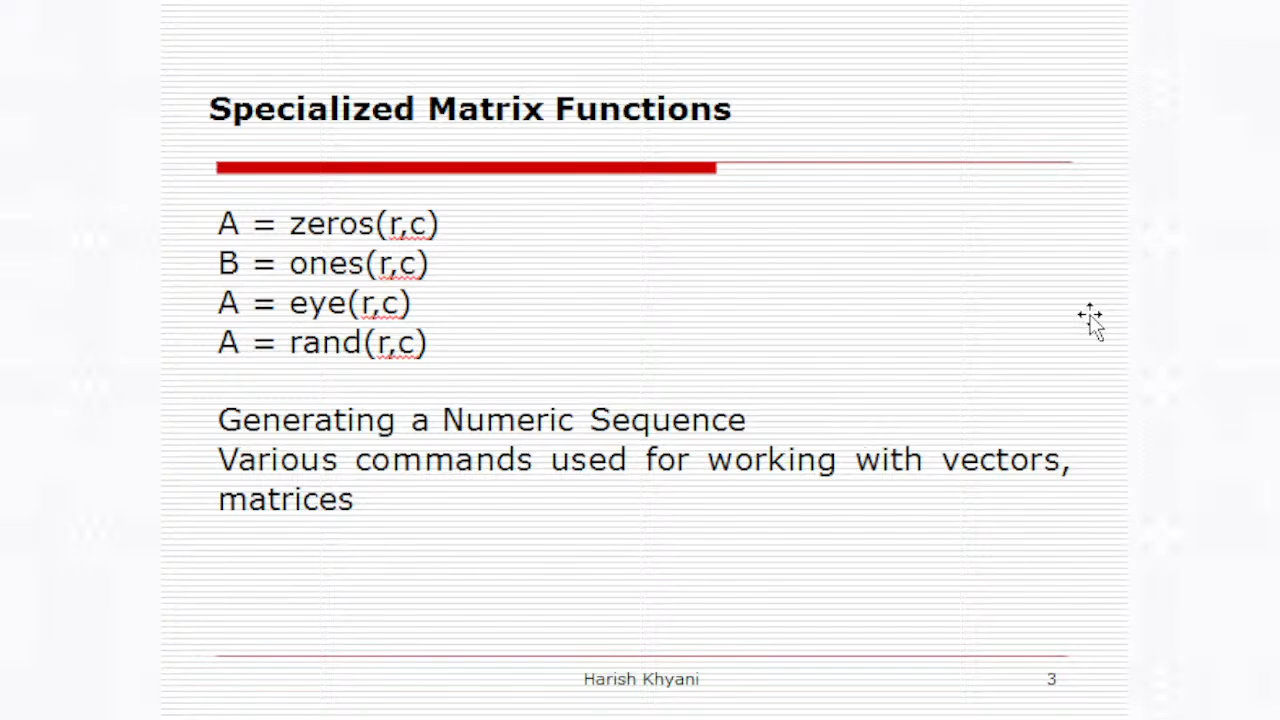 Specialized Matrix Functions
A = zeros(r,c)
B = ones(r,c)
A = eye(r,c)
A = rand(r,c)
Generating a Numeric Sequence
Various commands used for working with vectors,
matrices
Harish Khyani
3